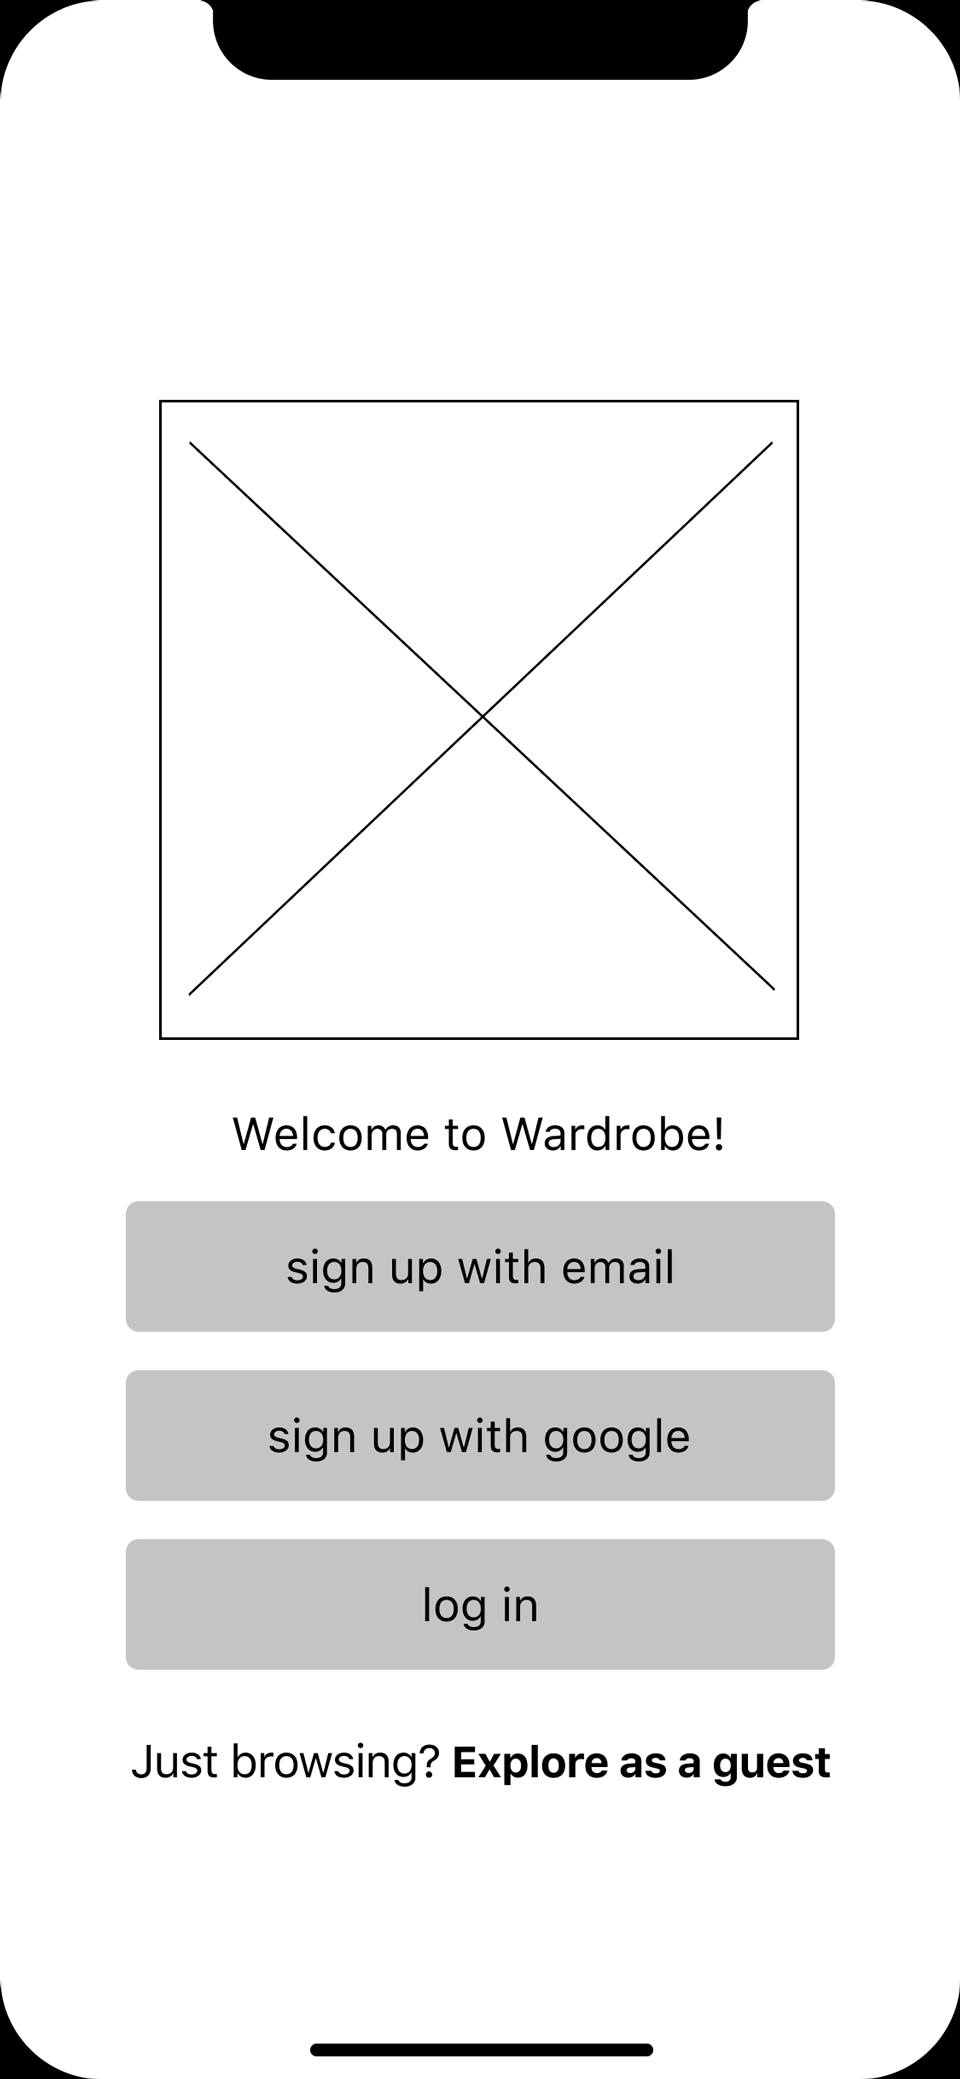 Welcome to Wardrobe!
sign up with email
sign up with google
log in
Just browsing? Explore as a guest